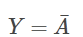 Y = Ā